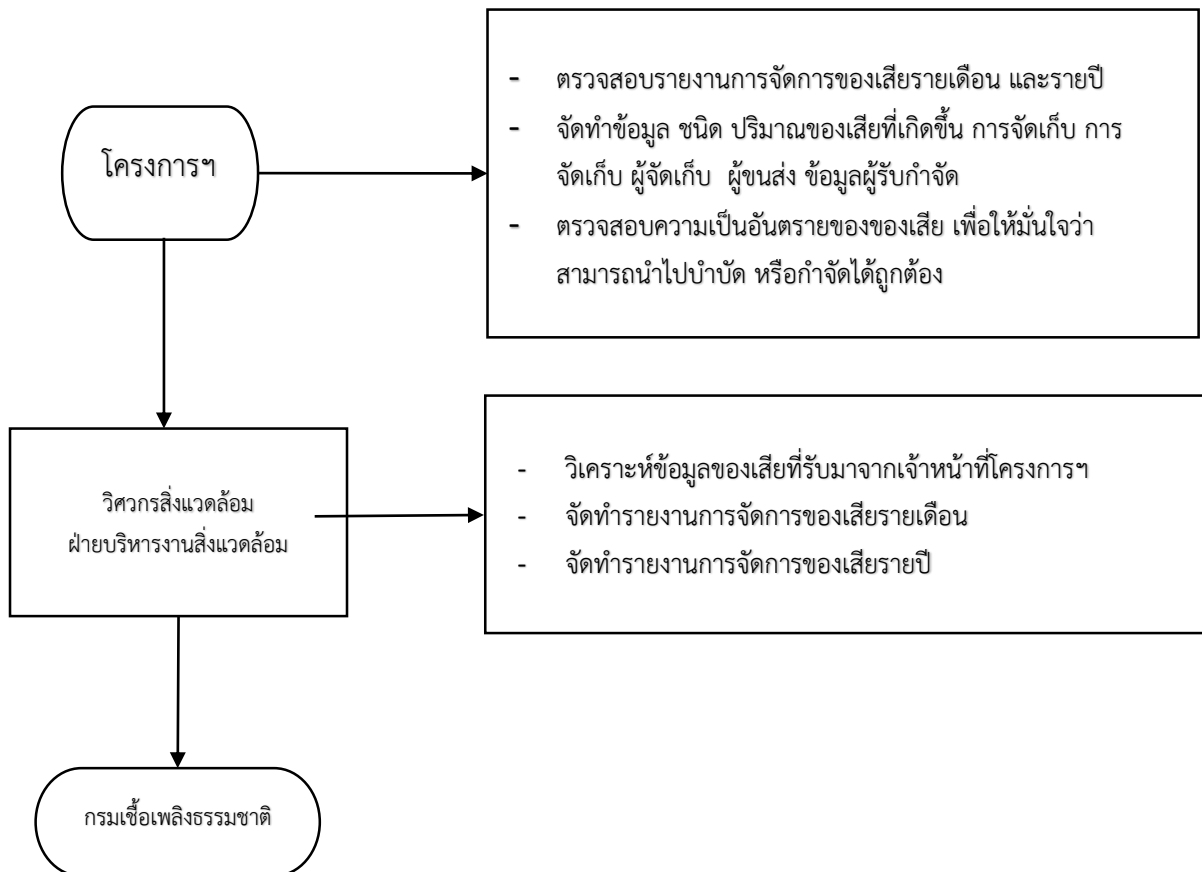 โครงการฯ
- ตรวจสอบรายงานการจัดการของเสียรายเดือน และรายปี
- จัดทำข้อมูล ชนิด ปริมาณของเสียที่เกิดขึ้น การจัดเก็บ การ
จัดเก็บ ผู้จัดเก็บ ผู้ขนส่ง ข้อมูลผู้รับกำจัด
- ตรวจสอบความเป็นอันตรายของของเสีย เพื่อให้มั่นใจว่า
สามารถนำไปบำบัด หรือกำจัดได้ถูกต้อง
วิศวกรสิ่งแวดล้อม
ฝ่ายบริหารงานสิ่งแวดล้อม
- วิเคราะห์ข้อมูลของเสียที่รับมาจากเจ้าหน้าที่โครงการฯ
- จัดทำรายงานการจัดการของเสียรายเดือน
- จัดทำรายงานการจัดการของเสียรายปี
กรมเชื้อเพลิงธรรมชาติ